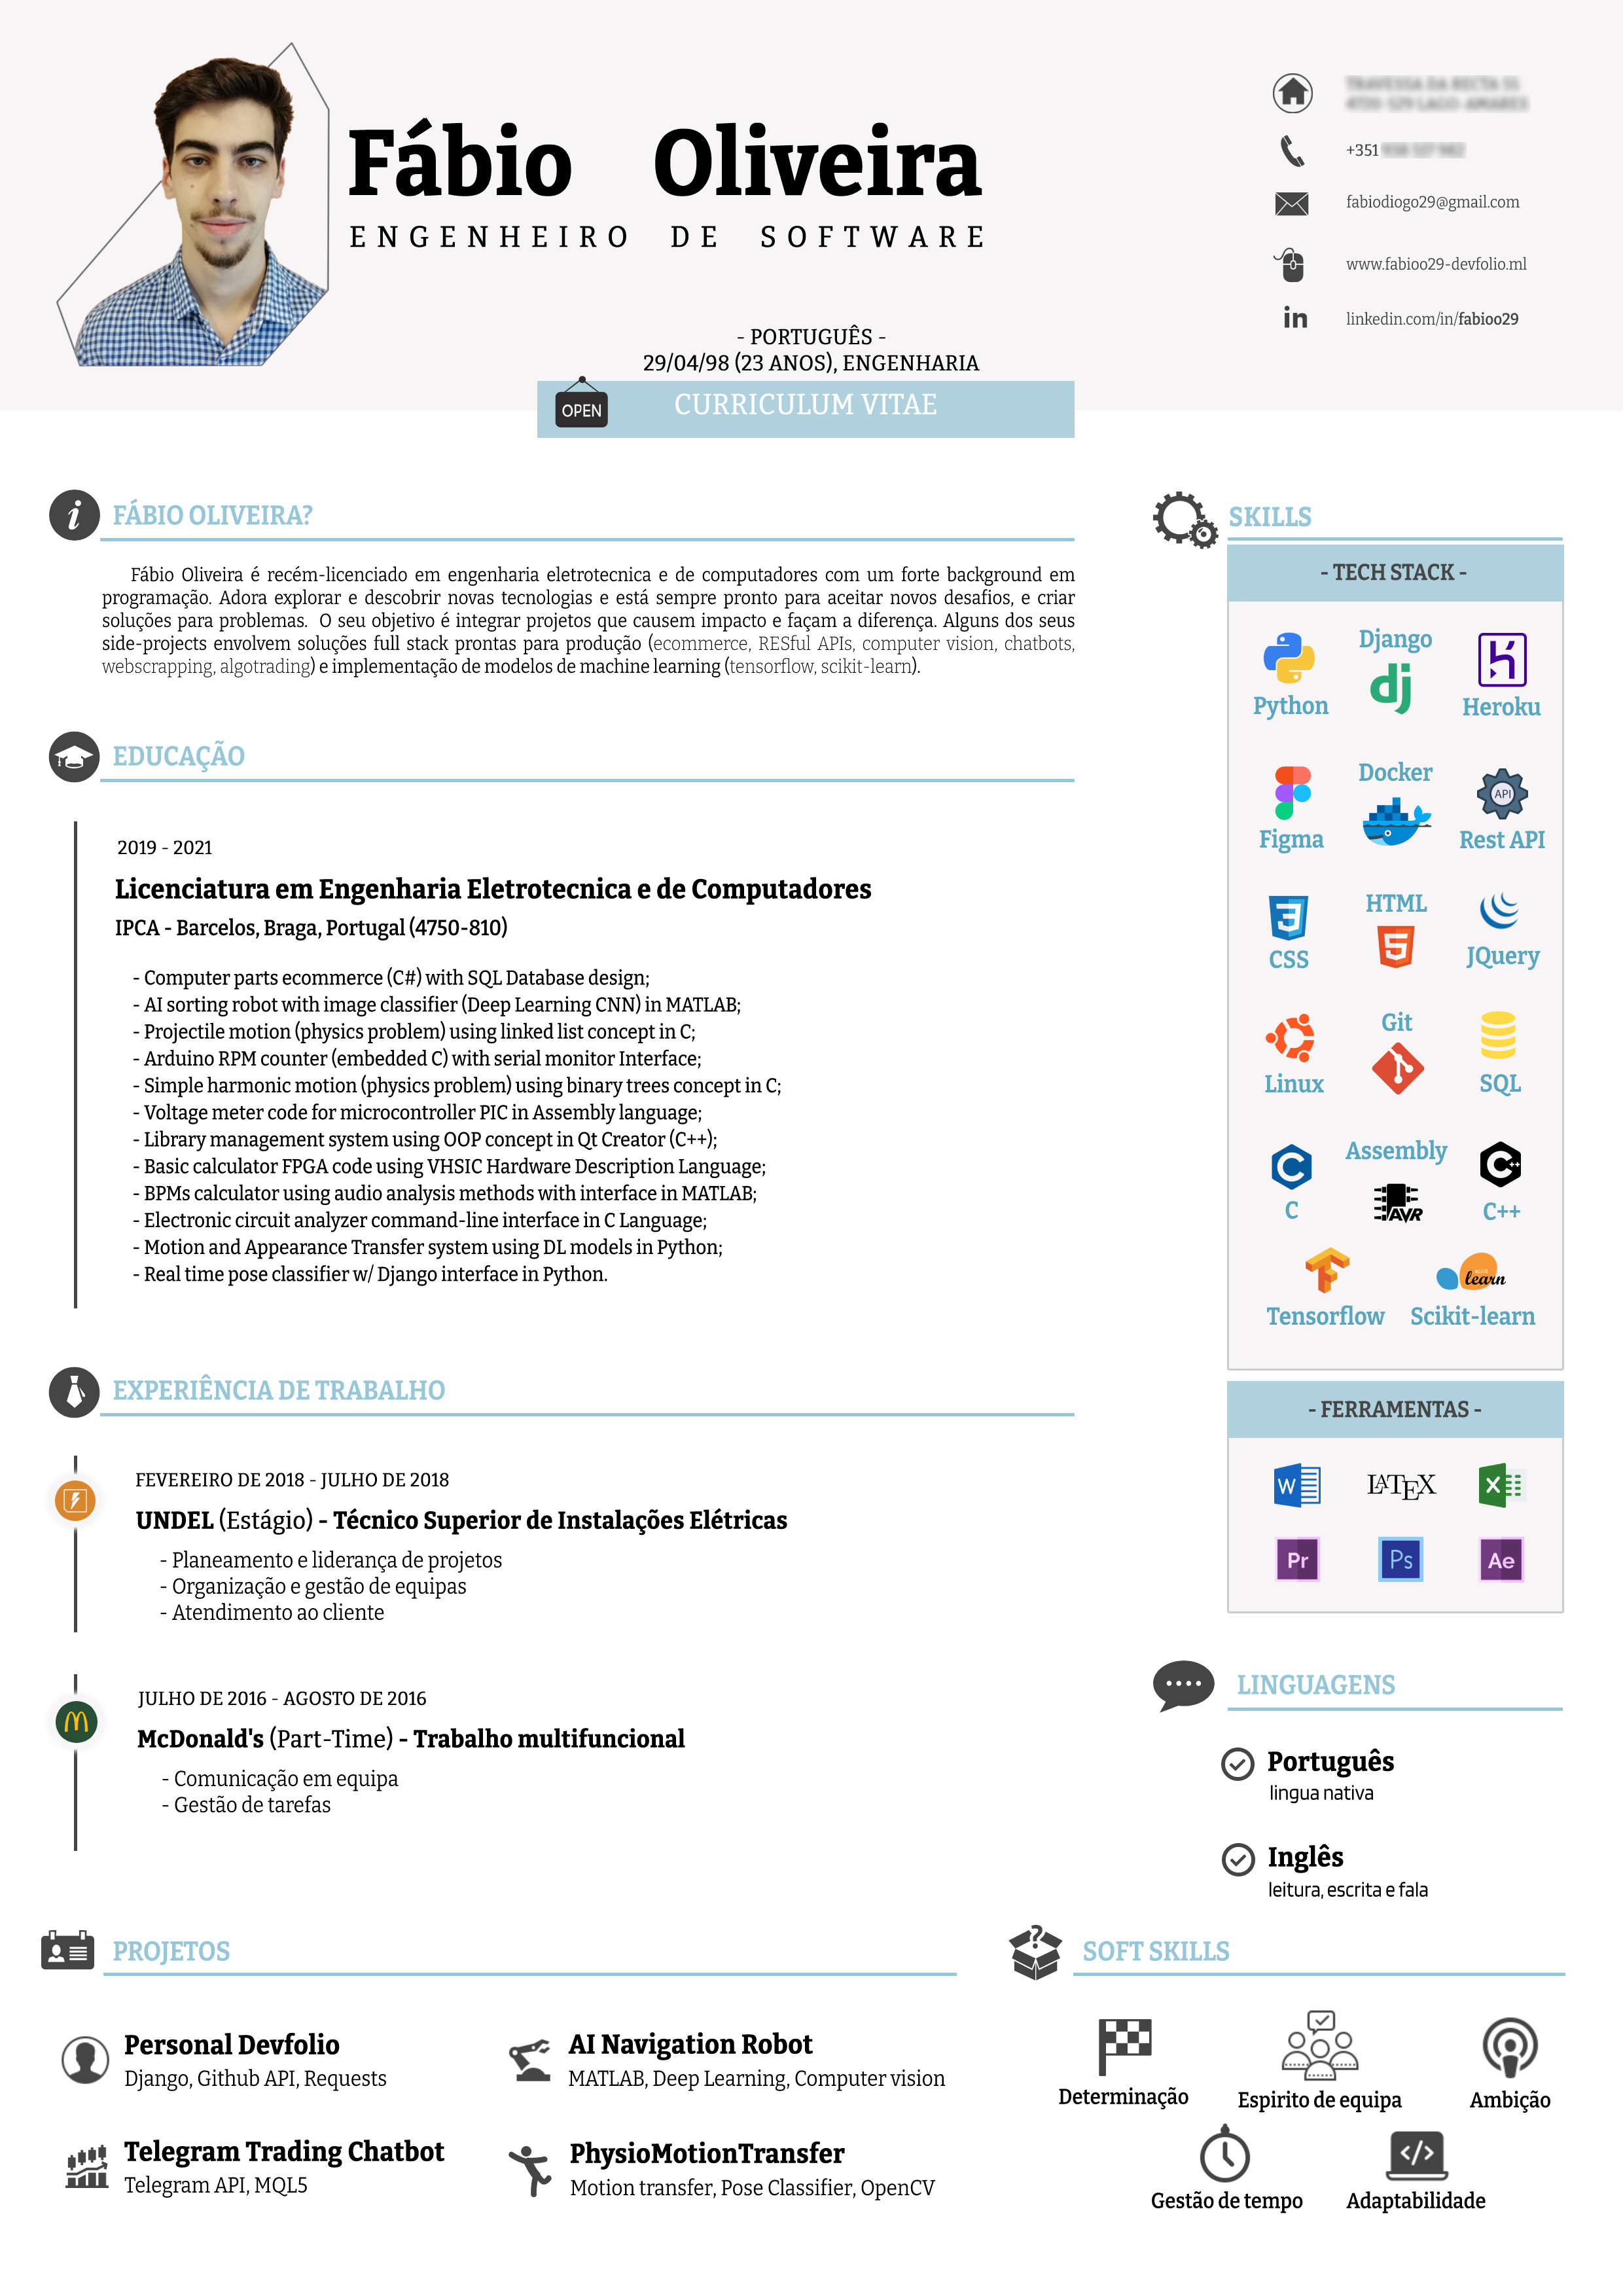 Fábio Oliveira
ENGENHEIRO DE SOFTWARE
- PORTUGUÊS -
29/04/98 (23 ANOS), ENGENHARIA
OPEN
CURRICULUM VITAE
+351
fabiodiogo29@gmail.com
www.fabioo29-devfolio.ml
in
linkedin.com/in/fabioo29
i
FÁBIO OLIVEIRA?
Fábio Oliveira é recém-licenciado em engenharia eletrotecnica e de computadores com um forte background em
programação. Adora explorar e descobrir novas tecnologias e está sempre pronto para aceitar novos desafios, e criar
soluções para problemas. O seu objetivo é integrar projetos que causem impacto e façam a diferença. Alguns dos seus
side-projects envolvem soluções full stack prontas para produção (ecommerce, RESful APIs, computer vision, chatbots,
webscrapping, algotrading) e implementação de modelos de machine learning (tensorflow, scikit-learn).
EDUCAÇÃO
2019 - 2021
Licenciatura em Engenharia Eletrotecnica e de Computadores
IPCA - Barcelos, Braga, Portugal (4750-810)
- Computer parts ecommerce (C#) with SQL Database design;
- AI sorting robot with image classifier (Deep Learning CNN) in MATLAB;
- Projectile motion (physics problem) using linked list concept in C;
- Arduino RPM counter (embedded C) with serial monitor Interface;
- Simple harmonic motion (physics problem) using binary trees concept in C;
- Voltage meter code for microcontroller PIC in Assembly language;
- Library management system using OOP concept in Qt Creator (C++);
- Basic calculator FPGA code using VHSIC Hardware Description Language;
- BPMs calculator using audio analysis methods with interface in MATLAB;
- Electronic circuit analyzer command-line interface in C Language;
- Motion and Appearance Transfer system using DL models in Python;
- Real time pose classifier w/ Django interface in Python.
EXPERIÊNCIA DE TRABALHO
FEVEREIRO DE 2018 - JULHO DE 2018
UNDEL (Estágio) - Técnico Superior de Instalações Elétricas
- Planeamento e liderança de projetos
- Organização e gestão de equipas
- Atendimento ao cliente
JULHO DE 2016 - AGOSTO DE 2016
McDonald's (Part-Time) - Trabalho multifuncional
- Comunicação em equipa
- Gestão de tarefas
SKILLS
- TECH STACK -
Python
Django
dj
Heroku
Figma
Docker
API
Rest API
3
CSS
HTML
5
JQuery
Linux
Git
SQL
C
C
Assembly
AVR
C++
C++
Tensorflow
scikit
learn
Scikit-learn
- FERRAMENTAS -
W
LATEX
X
Pr
Ps
Ae
LINGUAGENS
Português
lingua nativa
Inglês
leitura, escrita e fala
PROJETOS
Personal Devfolio
Django, Github API, Requests
AI Navigation Robot
MATLAB, Deep Learning, Computer vision
Telegram Trading Chatbot
Telegram API, MQL5
PhysioMotionTransfer
Motion transfer, Pose Classifier, OpenCV
?
SOFT SKILLS
Determinação
Espirito de equipa
Ambição
</>
Gestão de tempo
Adaptabilidade